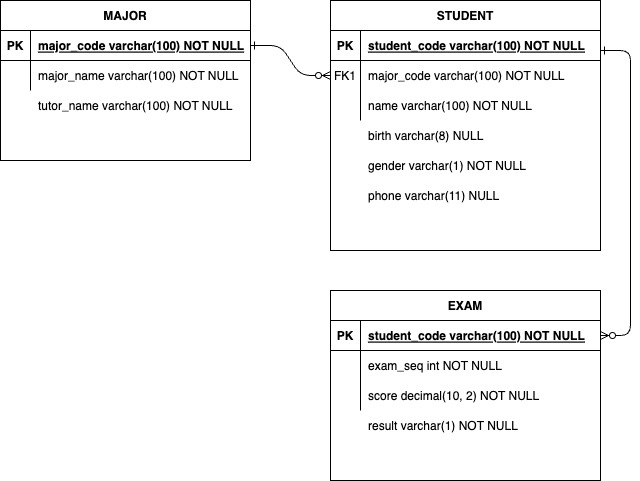 MAJOR
PK major_code varchar(100) NOT NULL
major_name varchar(100) NOT NULL
tutor_name varchar(100) NOT NULL
STUDENT
PK student_code varchar(100) NOT NULL
FK1 major_code varchar(100) NOT NULL
name varchar(100) NOT NULL
birth varchar(8) NULL
gender varchar(1) NOT NULL
phone varchar(11) NULL
EXAM
PK student_code varchar(100) NOT NULL
exam_seq int NOT NULL
score decimal(10, 2) NOT NULL
result varchar(1) NOT NULL